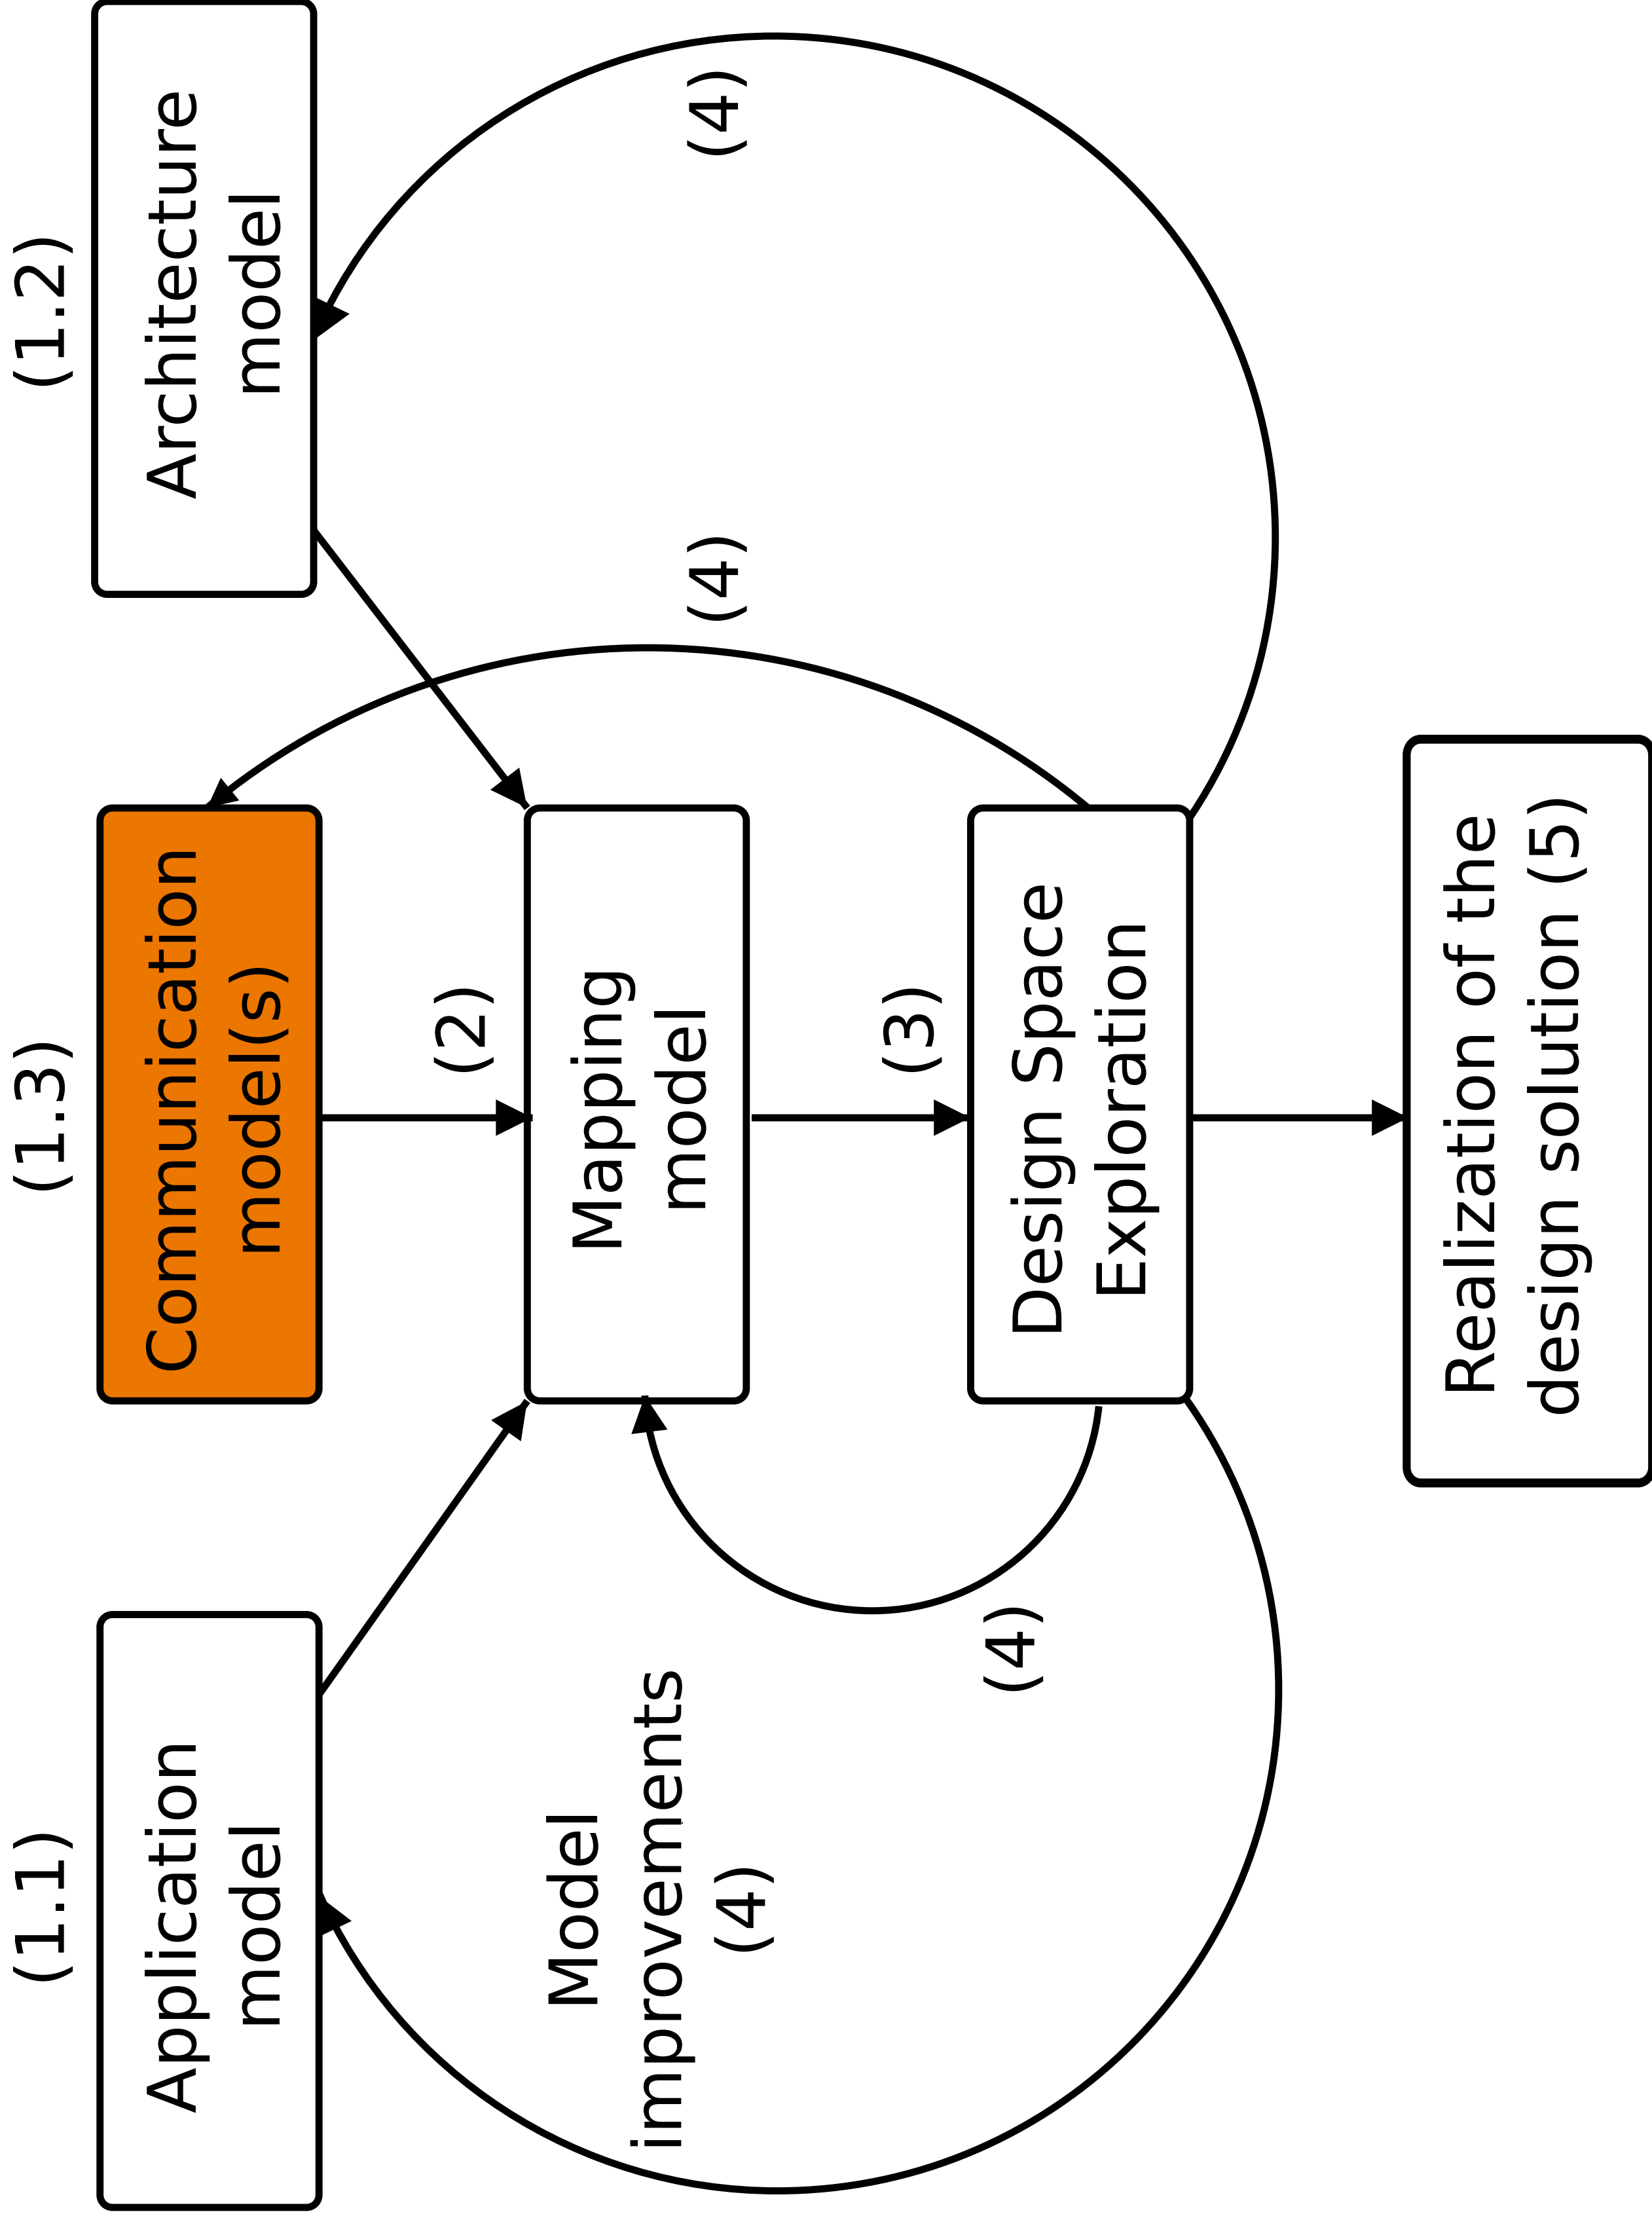 (1.1)
(1.3)
(1.2)
Application
model
Communication
model(s)
Architecture
model
(2)
Mapping
model
Model
improvements
(4)
(4)
(4)
(3)
(4)
Design Space
Exploration
Realization of the
design solution (5)